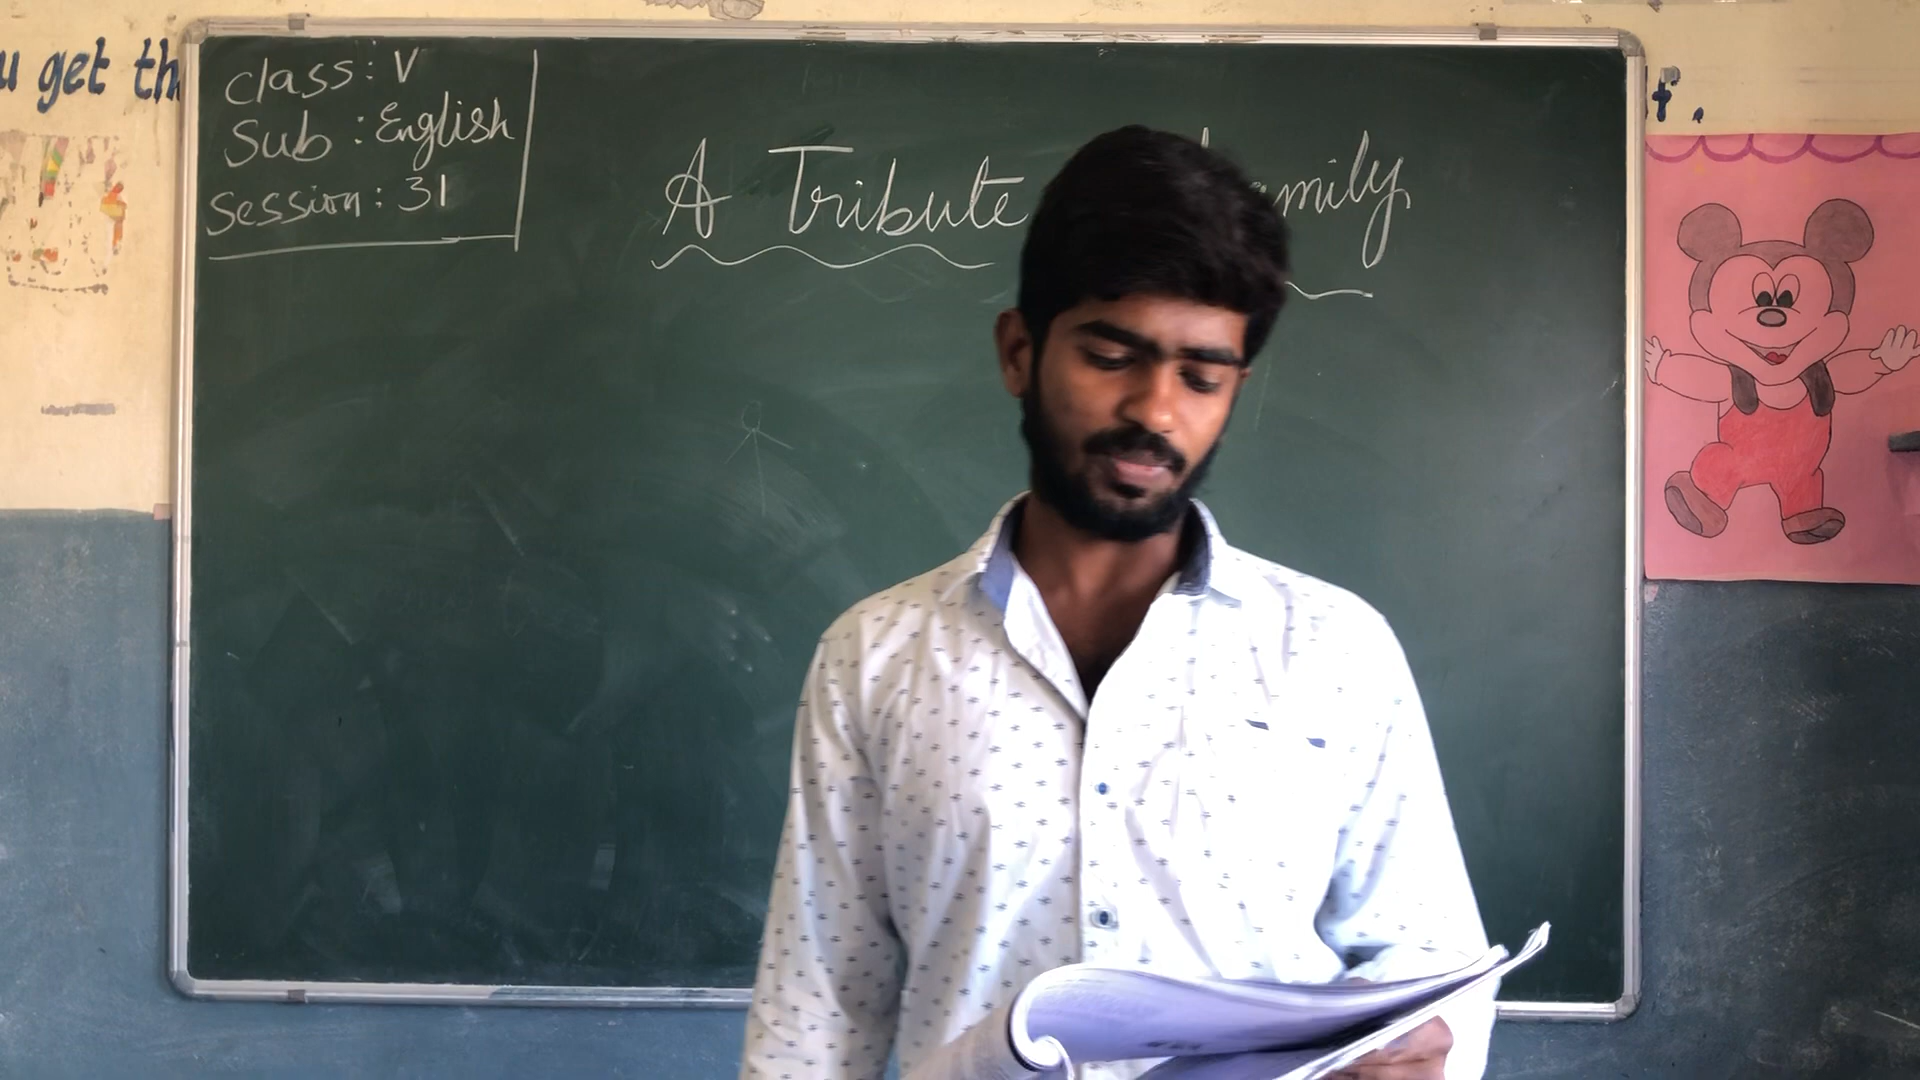 u get th
Class: V
Sub: English
Session: 31
A Tribute amily
f.